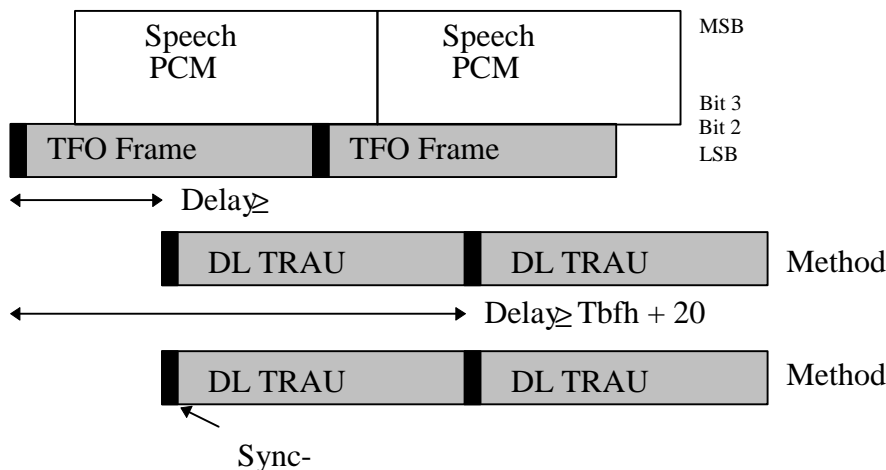 Speech
PCM
Speech
PCM
MSB
Bit 3
Bit 2
LSB
TFO Frame
TFO Frame
Delay≥
DL TRAU
DL TRAU
Method
Delay≥ Tbfh + 20
DL TRAU
DL TRAU
Method
Sync-